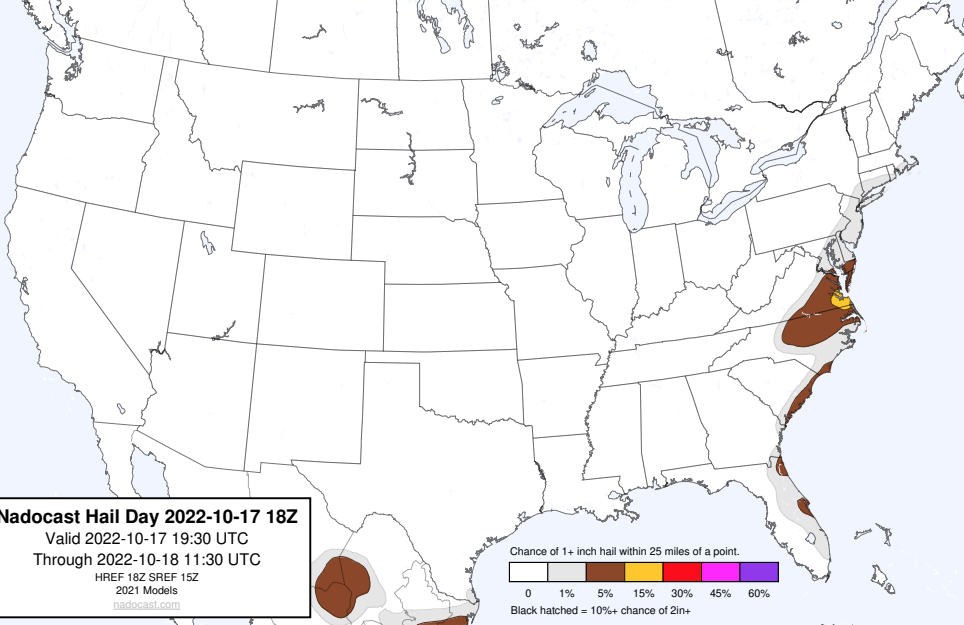 Nadocast Hail Day 2022-10-17 18Z
Valid 2022-10-17 19:30 UTC
Through 2022-10-18 11:30 UTC
HREF 18Z SREF 15Z
2021 Models
nadocast.com
Chance of 1+ inch hail within 25 miles of a point.
0 1% 5% 15% 30% 45% 60%
Black hatched = 10%+ chance of 2in+